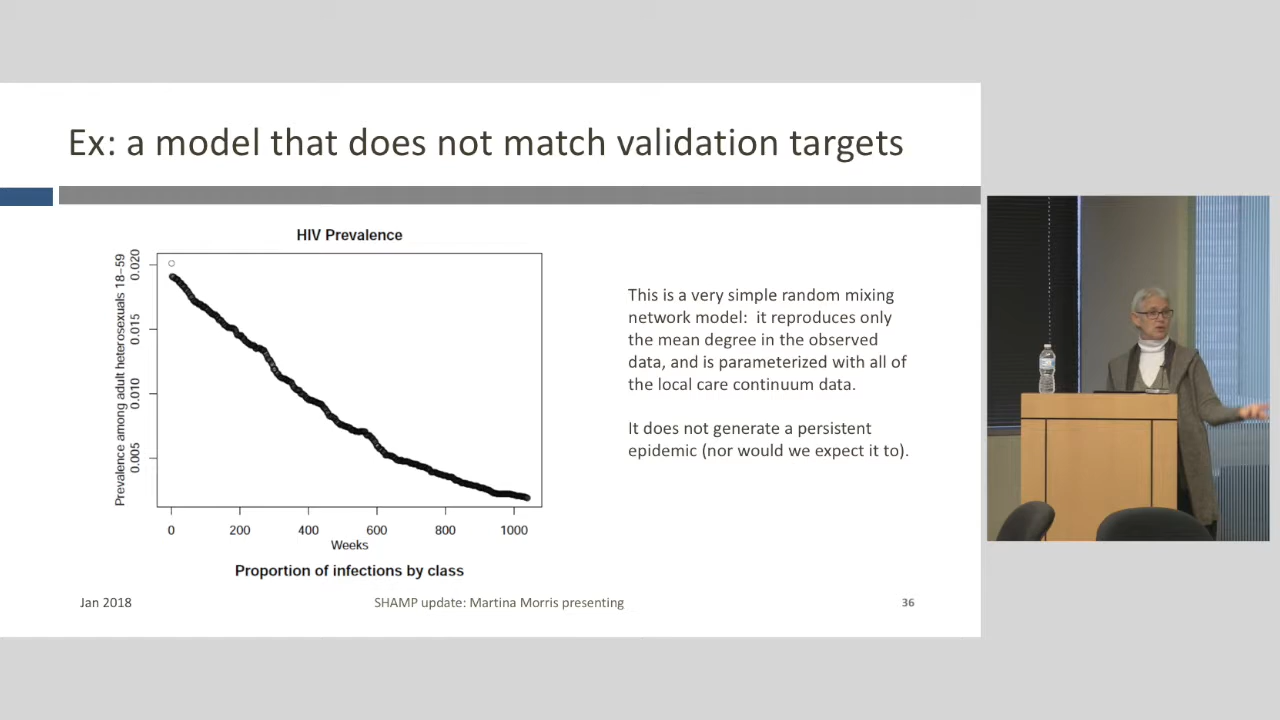 Ex: a model that does not match validation targets
HIV Prevalence
Prevalence among adult heterosexuals 18–59
0.020
0.015
0.010
0.005
0
200
400
600
800
1000
Weeks
Proportion of infections by class
This is a very simple random mixing
network model:  it reproduces only
the mean degree in the observed
data, and is parameterized with all of
the local care continuum data.
It does not generate a persistent
epidemic (nor would we expect it to).
Jan 2018
SHAMP update: Martina Morris presenting
36